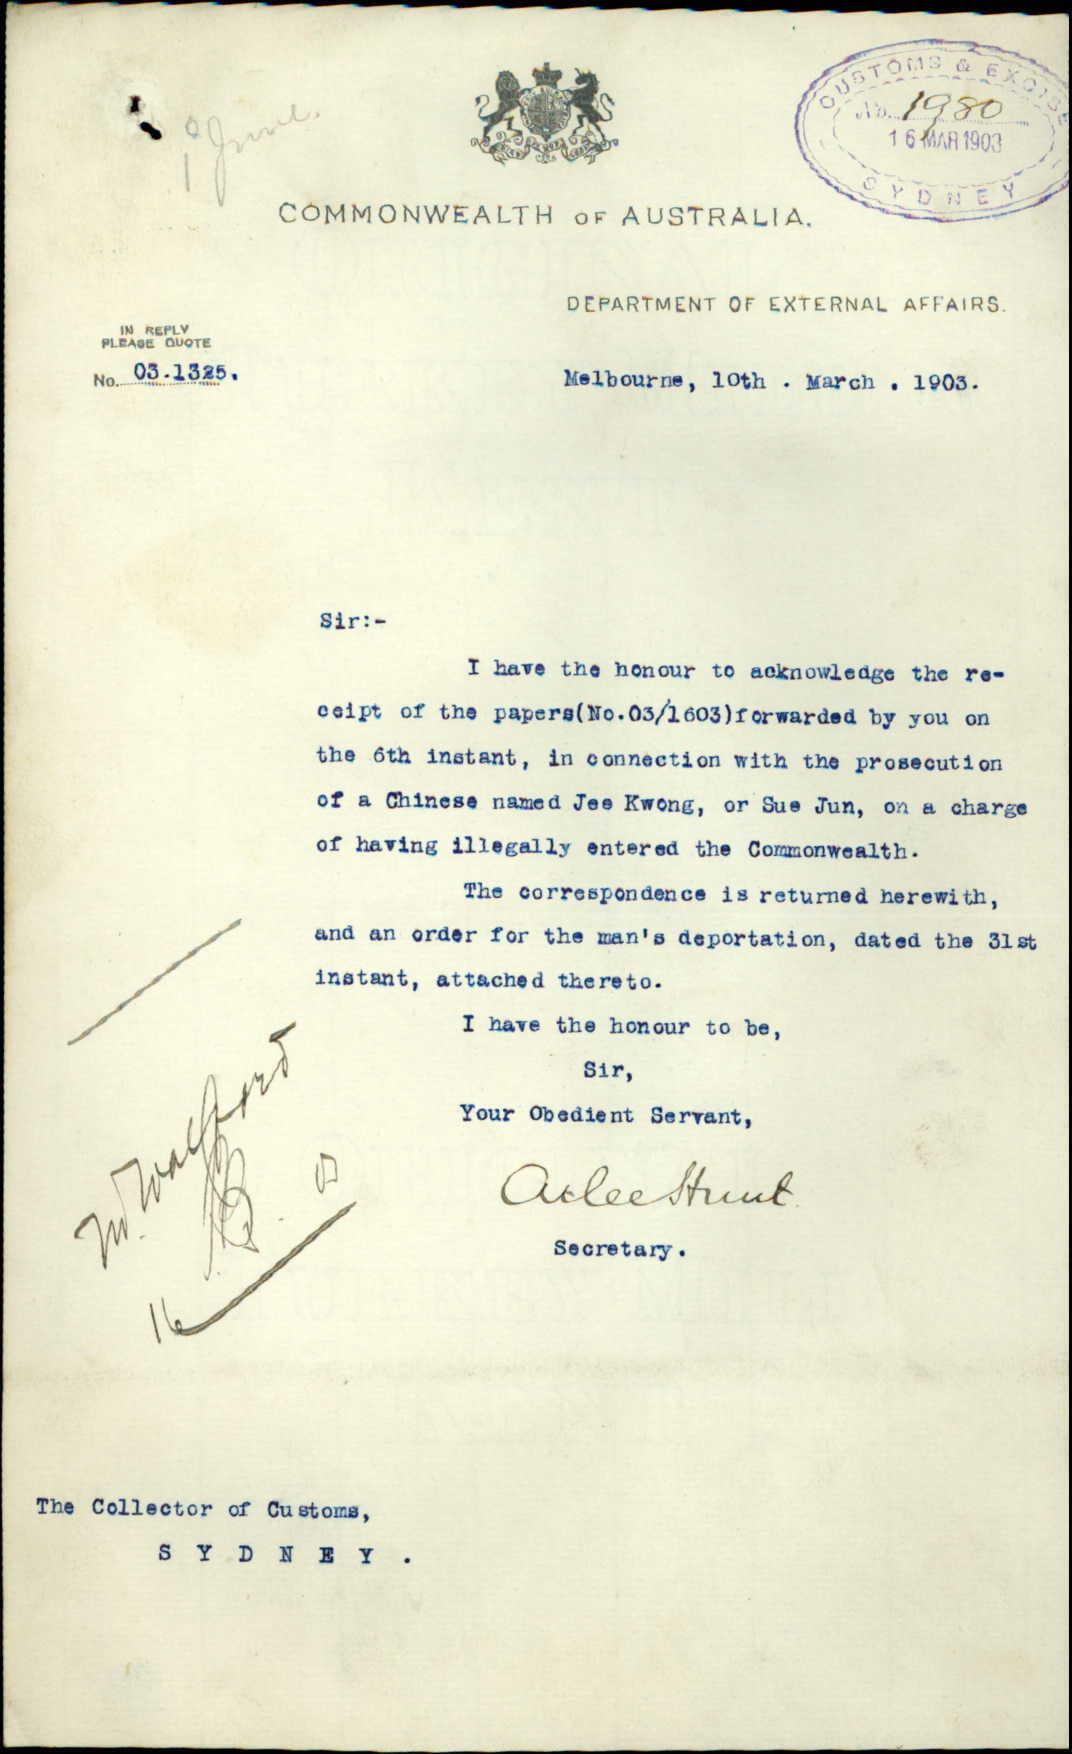 June
CUSTOMS & EXCISE
No. 1980
16 MAR 1903
SYDNEY
COMMONWEALTH OF AUSTRALIA.
DEPARTMENT OF EXTERNAL AFFAIRS.
IN REPLY
PLEASE QUOTE
No. 03.1325.
Melbourne, 10th . March . 1903.
Sir:-
I have the honour to acknowledge the re-
ceipt of the papers(No.03/1603)forwarded by you on
the 6th instant, in connection with the prosecution
of a Chinese named Jee Kwong, or Sue Jun, on a charge
of having illegally entered the Commonwealth.
The correspondence is returned herewith,
and an order for the man's deportation, dated the 31st
instant, attached thereto.
I have the honour to be,
Sir,
Your Obedient Servant,
Atlee Hunt
Secretary.
Mr. Walford
16
03
The Collector of Customs,
S Y D N E Y .